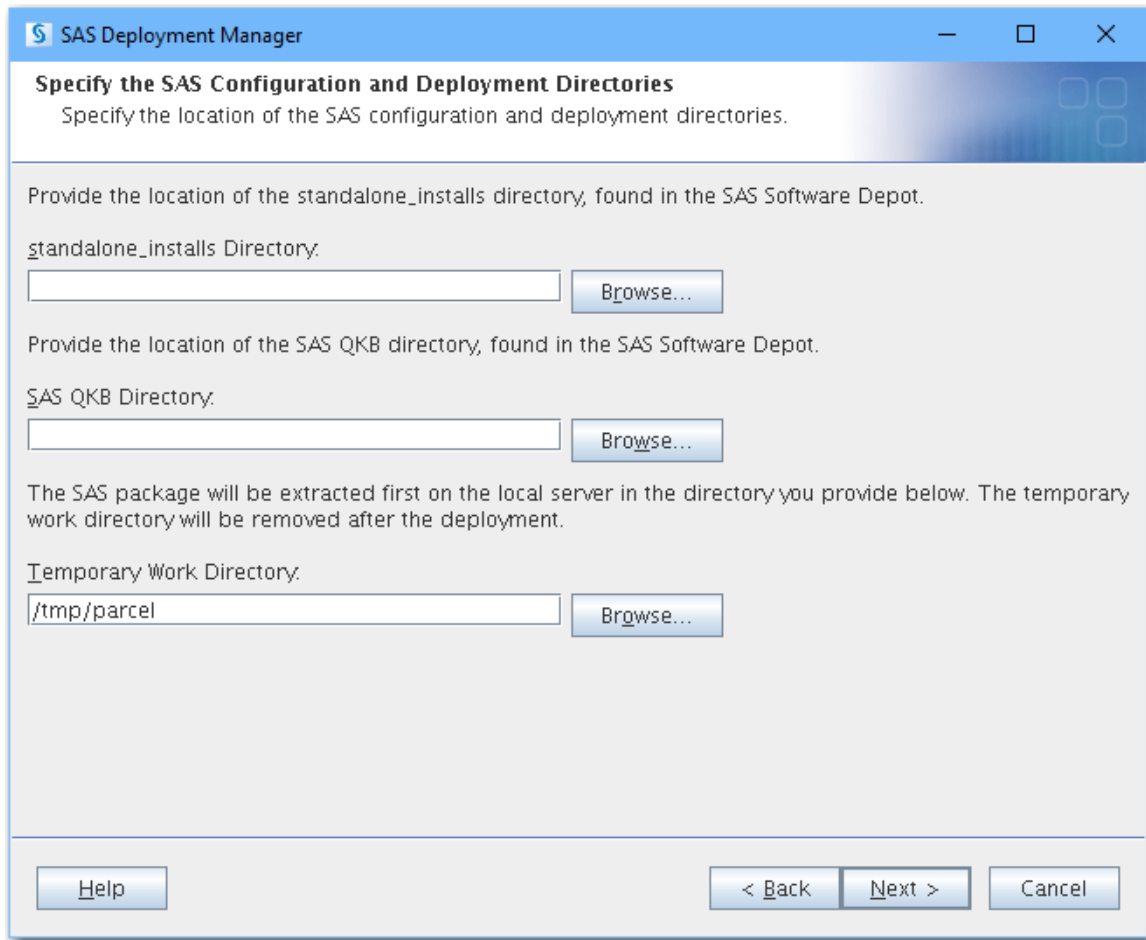 SAS Deployment Manager
Specify the SAS Configuration and Deployment Directories
Specify the location of the SAS configuration and deployment directories.
Provide the location of the standalone_installs directory, found in the SAS Software Depot.
standalone_installs Directory:
Browse...
Provide the location of the SAS QKB directory, found in the SAS Software Depot.
SAS QKB Directory:
Browse...
The SAS package will be extracted first on the local server in the directory you provide below. The temporary
work directory will be removed after the deployment.
Temporary Work Directory:
/tmp/parcel
Browse...
Help
< Back
Next >
Cancel